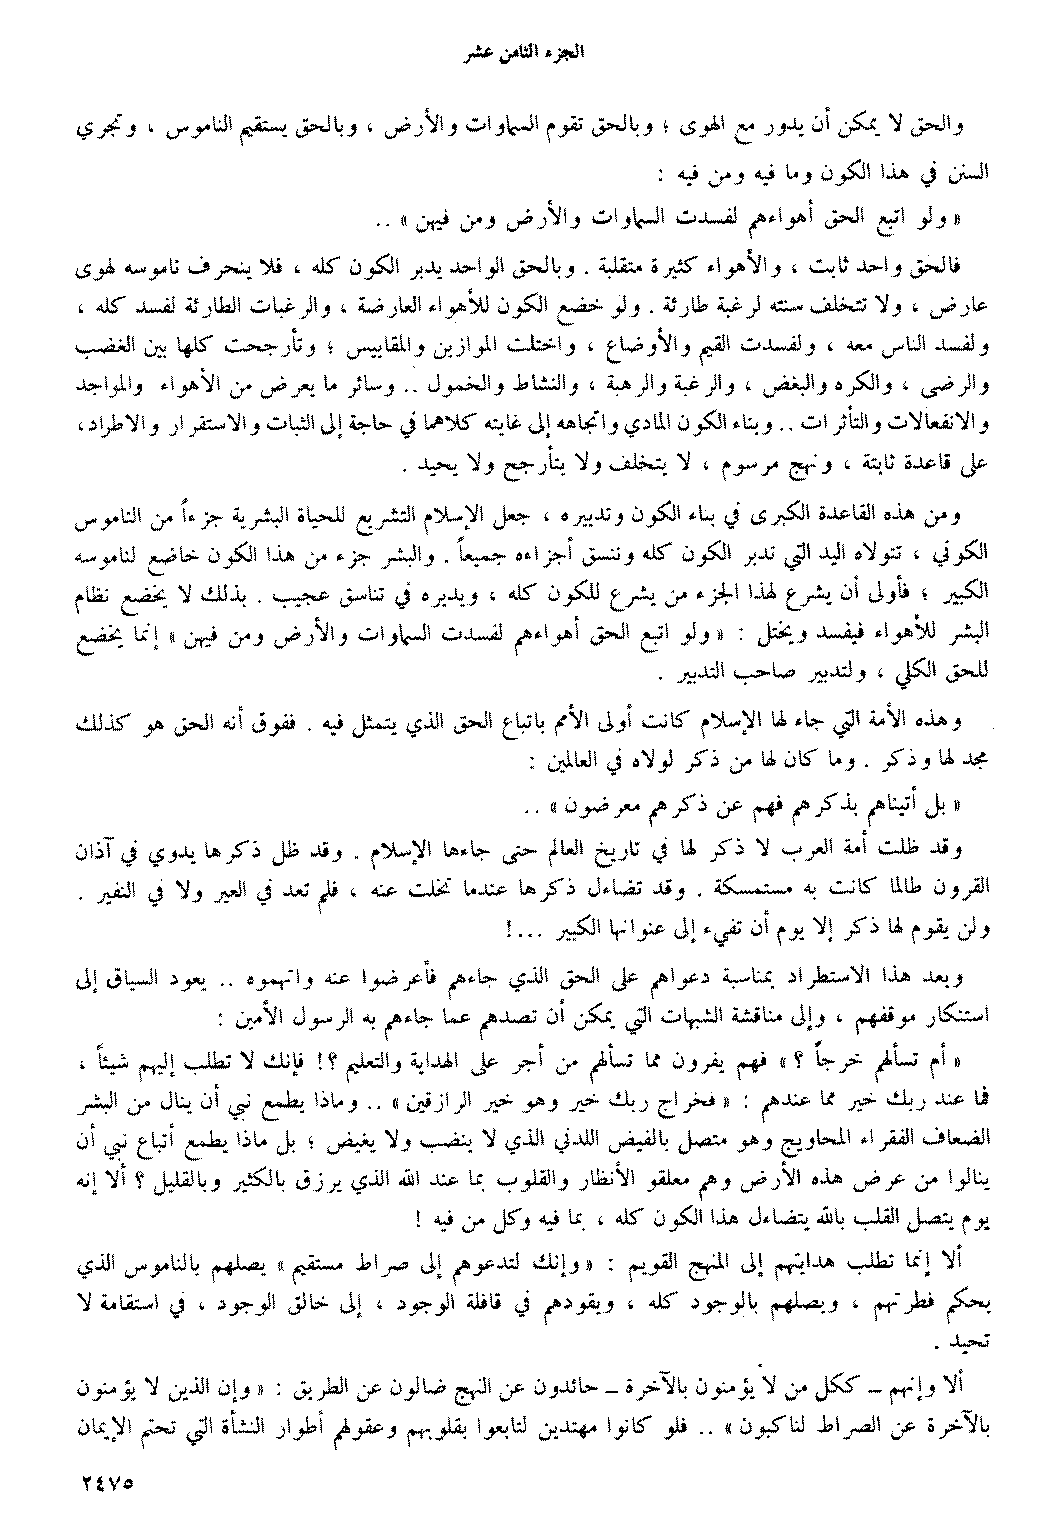 الجزء الثامن عشر
والحق لا يمكن أن يدور مع الهوى ؛ وبالحق تقوم السماوات والأرض ، وبالحق يستقيم الناموس ، وتجري
السنن في هذا الكون وما فيه ومن فيه :
« ولو اتبع الحق أهواءهم لفسدت السماوات والأرض ومن فيهن » ..
فالحق واحد ثابت ، والأهواء كثيرة متقلبة . وبالحق الواحد يدبر الكون كله ، فلا ينحرف ناموسه لهوى
عارض ، ولا تتخلف سنته لرغبة طارئة . ولو خضع الكون للأهواء العارضة ، والرغبات الطارئة لفسد كله ،
ولفسد الناس معه ، ولفسدت القيم والأوضاع ، واختلت الموازين والمقاييس ؛ وتأرجحت كلها بين الغضب
والرضى ، والكره والبغض ، والرغبة والرهبة ، والنشاط والخمول .. وسائر ما يعرض من الأهواء والمواجد
والانفعالات والتأثرات .. وبناء الكون المادي واتجاهه إلى غايته كلاهما في حاجة إلى الثبات والاستقرار والاطراد،
على قاعدة ثابتة ، ونهج مرسوم ، لا يتخلف ولا يتأرجح ولا يحيد .
ومن هذه القاعدة الكبرى في بناء الكون وتدبيره ، جعل الإسلام التشريع للحياة البشرية جزءاً من الناموس
الكوني ، تتولاه اليد التي تدبر الكون كله وتنسق أجزاءه جميعاً . والبشر جزء من هذا الكون خاضع لناموسه
الكبير ؛ فأولى أن يشرع لهذا الجزء من يشرع للكون كله ، ويدبره في تناسق عجيب . بذلك لا يخضع نظام
البشر للأهواء فيفسد ويختل : « ولو اتبع الحق أهواءهم لفسدت السماوات والأرض ومن فيهن » إنما يخضع
للحق الكلي ، ولتدبير صاحب التدبير .
وهذه الأمة التي جاء لها الإسلام كانت أولى الأمم باتباع الحق الذي يتمثل فيه . ففوق أنه الحق هو كذلك
مجد لها وذكر . وما كان لها من ذكر لولاه في العالمين :
« بل أتيناهم بذكرهم فهم عن ذكرهم معرضون » ..
وقد ظلت أمة العرب لا ذكر لها في تاريخ العالم حتى جاءها الإسلام . وقد ظل ذكرها يدوي في آذان
القرون طالما كانت به مستمسكة . وقد تضاءل ذكرها عندما تخلت عنه ، فلم تعد في العير ولا في النفير .
ولن يقوم لها ذكر إلا يوم أن تفيء إلى عنوانها الكبير ...!
وبعد هذا الاستطراد بمناسبة دعواهم على الحق الذي جاءهم فأعرضوا عنه واتهموه .. يعود السياق إلى
استنكار موقفهم ، وإلى مناقشة الشبهات التي يمكن أن تصدهم عما جاءهم به الرسول الأمين :
« أم تسألهم خرجاً ؟ » فهم يفرون مما تسألهم من أجر على الهداية والتعليم ؟! فإنك لا تطلب إليهم شيئاً ،
فما عند ربك خير مما عندهم : « فخراج ربك خير وهو خير الرازقين » .. وماذا يطمع نبي أن ينال من البشر
الضعاف الفقراء المحاويج وهو متصل بالفيض اللدني الذي لا ينضب ولا يغيض ؛ بل ماذا يطمع أتباع نبي أن
ينالوا من عرض هذه الأرض وهم معلقو الأنظار والقلوب بما عند الله الذي يرزق بالكثير وبالقليل ؟ ألا إنه
يوم يتصل القلب بالله يتضاءل هذا الكون كله ، بما فيه وكل من فيه !
ألا إنما تطلب هدايتهم إلى المنهج القويم : « وإنك لتدعوهم إلى صراط مستقيم » يصلهم بالناموس الذي
يحكم فطرتهم ، ويصلهم بالوجود كله ، ويقودهم في قافلة الوجود ، إلى خالق الوجود ، في استقامة لا
تحيد .
ألا وإنهم – ككل من لا يؤمنون بالآخرة – حائدون عن النهج ضالون عن الطريق : « وإن الذين لا يؤمنون
بالآخرة عن الصراط لناكبون » .. فلو كانوا مهتدين لتابعوا بقلوبهم وعقولهم أطوار النشأة التي تحتم الإيمان
٢٤٧٥